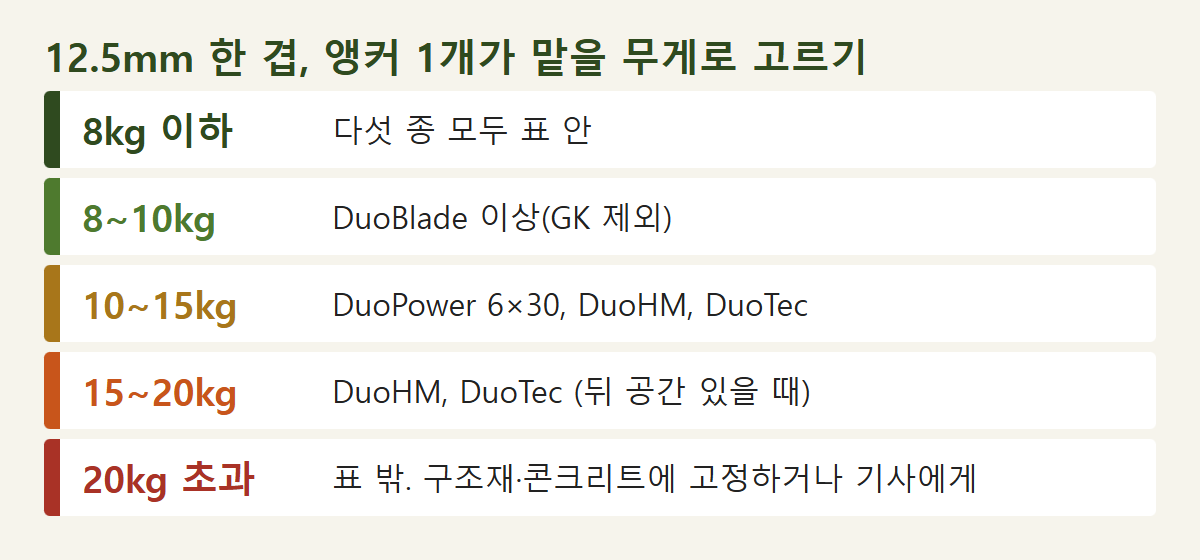 12.5mm 한 겹, 앵커 1개가 맡을 무게로 고르기
8kg 이하 다섯 종 모두 표 안
8~10kg DuoBlade 이상(GK 제외)
10~15kg DuoPower 6×30, DuoHM, DuoTec
15~20kg DuoHM, DuoTec (뒤 공간 있을 때)
20kg 초과 표 밖. 구조재·콘크리트에 고정하거나 기사에게